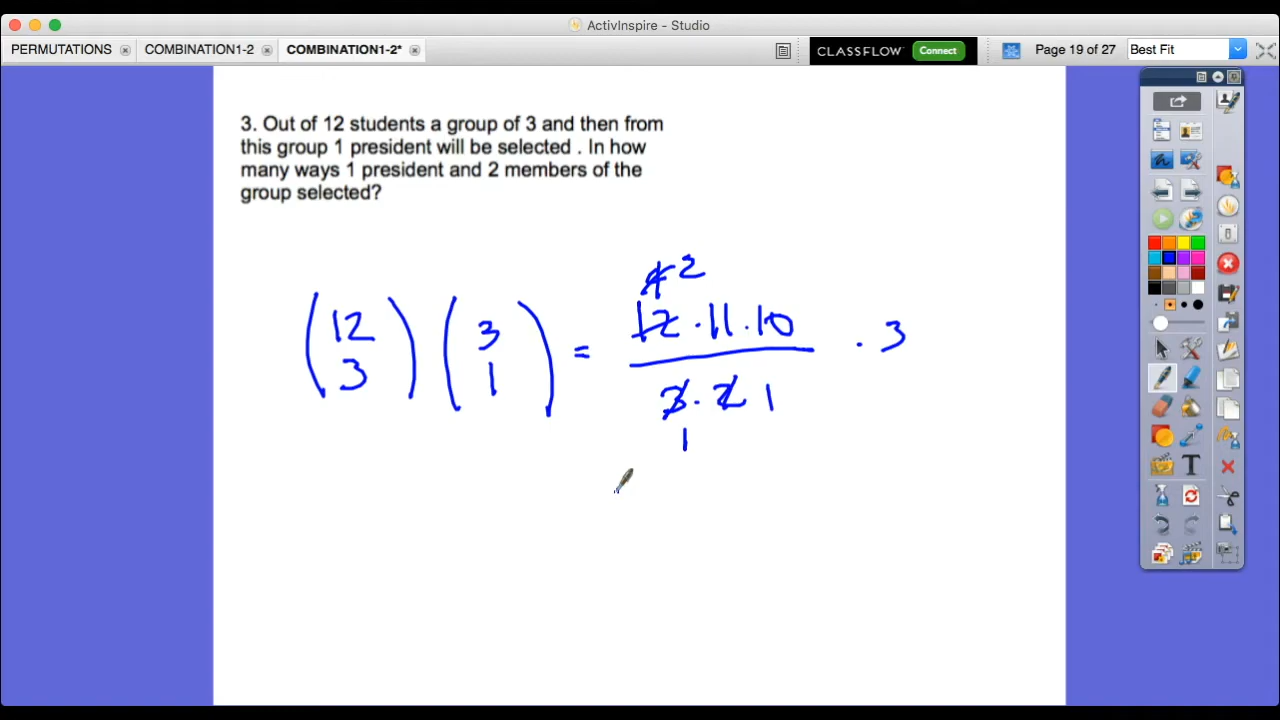 ActivInspire - Studio
PERMUTATIONS COMBINATION1-2 COMBINATION1-2* CLASSFLOW Connect Page 19 of 27 Best Fit
3. Out of 12 students a group of 3 and then from
this group 1 president will be selected . In how
many ways 1 president and 2 members of the
group selected?
4 2
(12 3) (3 1) = 12 · 11 · 10 / 3 · 2 1 · 3
1
T